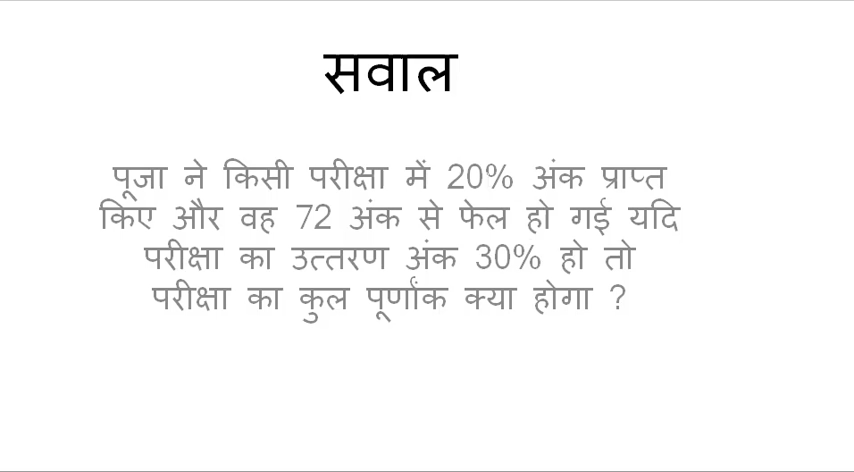 सवाल
पूजा ने किसी परीक्षा में 20% अंक प्राप्त
किए और वह 72 अंक से फेल हो गई यदि
परीक्षा का उत्तरण अंक 30% हो तो
परीक्षा का कुल पूर्णांक क्या होगा ?